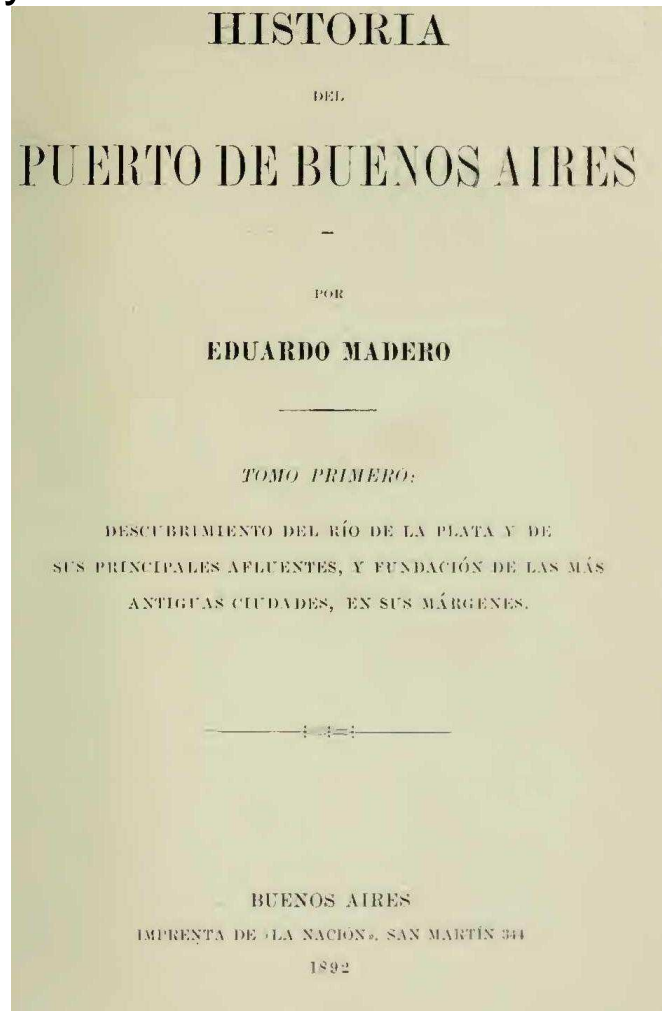 HISTORIA
DEL
PUERTO DE BUENOS AIRES
POR
EDUARDO MADERO
TOMO PRIMERO:
DESCUBRIMIENTO DEL RÍO DE LA PLATA Y DE
SUS PRINCIPALES AFLUENTES, Y FUNDACIÓN DE LAS MÁS
ANTIGUAS CIUDADES, EN SUS MÁRGENES.
BUENOS AIRES
IMPRENTA DE «LA NACIÓN», SAN MARTÍN 344
1892